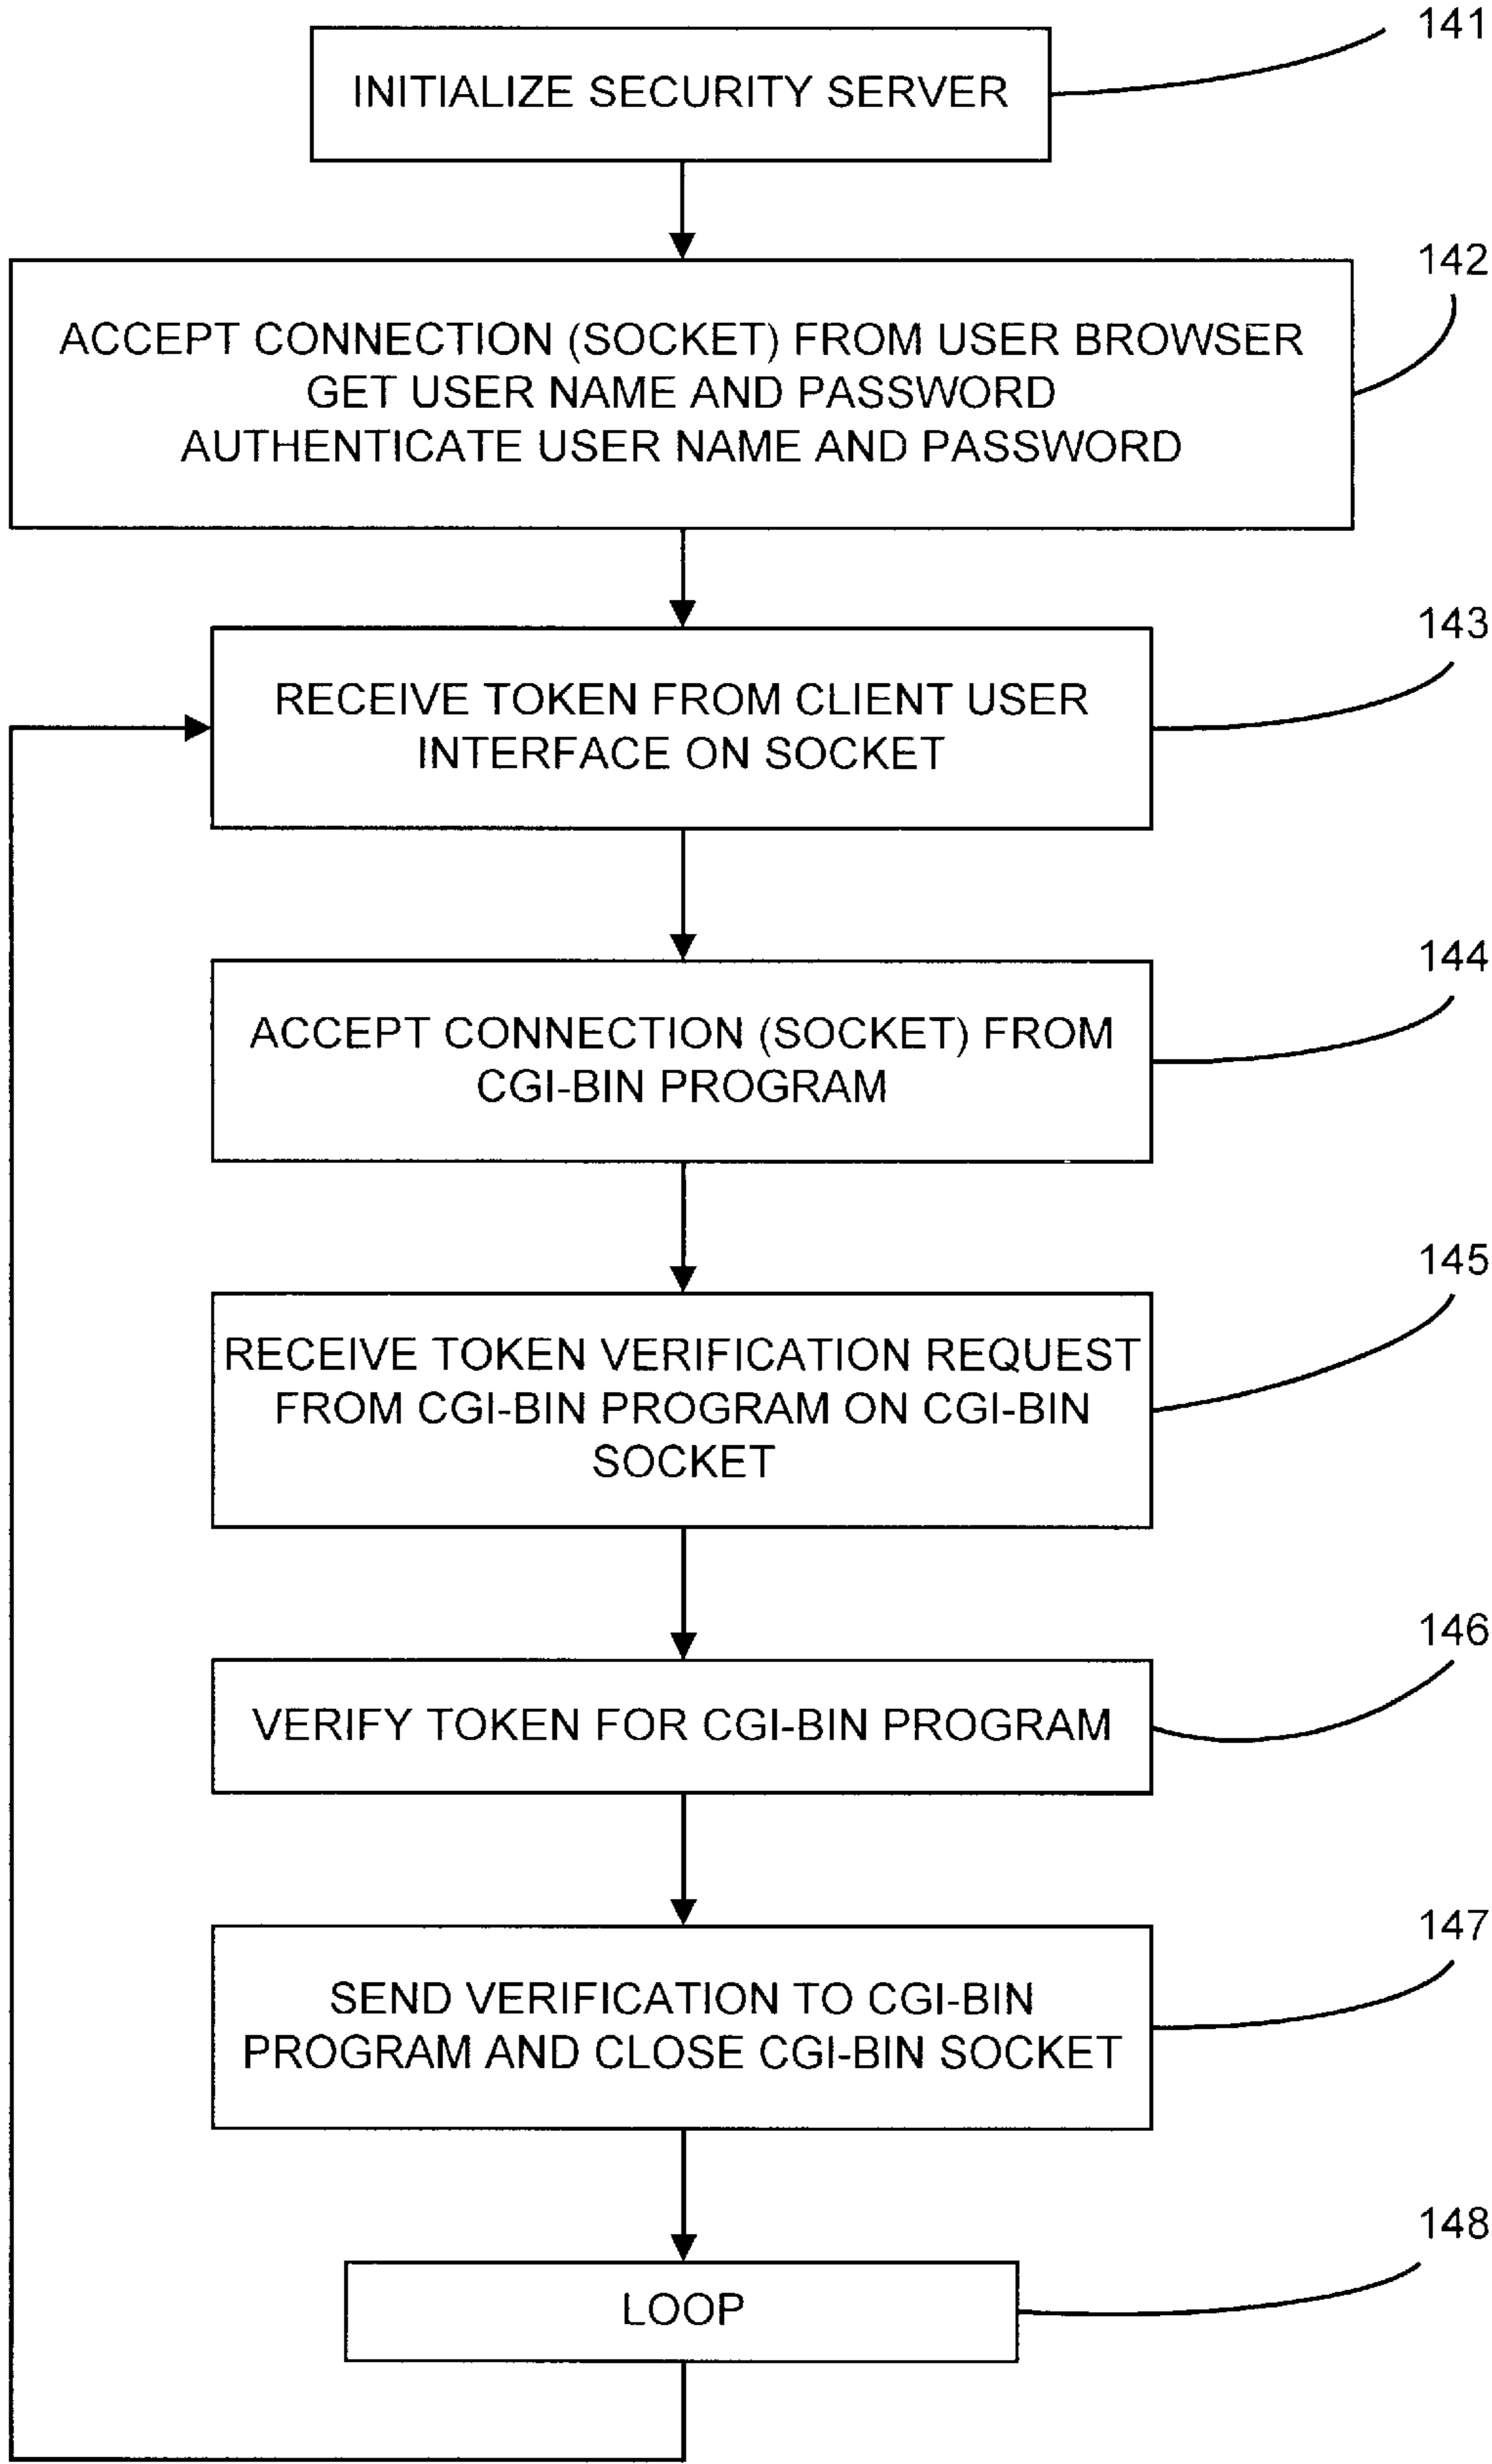 141
INITIALIZE SECURITY SERVER
142
ACCEPT CONNECTION (SOCKET) FROM USER BROWSER
GET USER NAME AND PASSWORD
AUTHENTICATE USER NAME AND PASSWORD
143
RECEIVE TOKEN FROM CLIENT USER
INTERFACE ON SOCKET
144
ACCEPT CONNECTION (SOCKET) FROM
CGI-BIN PROGRAM
145
RECEIVE TOKEN VERIFICATION REQUEST
FROM CGI-BIN PROGRAM ON CGI-BIN
SOCKET
146
VERIFY TOKEN FOR CGI-BIN PROGRAM
147
SEND VERIFICATION TO CGI-BIN
PROGRAM AND CLOSE CGI-BIN SOCKET
148
LOOP